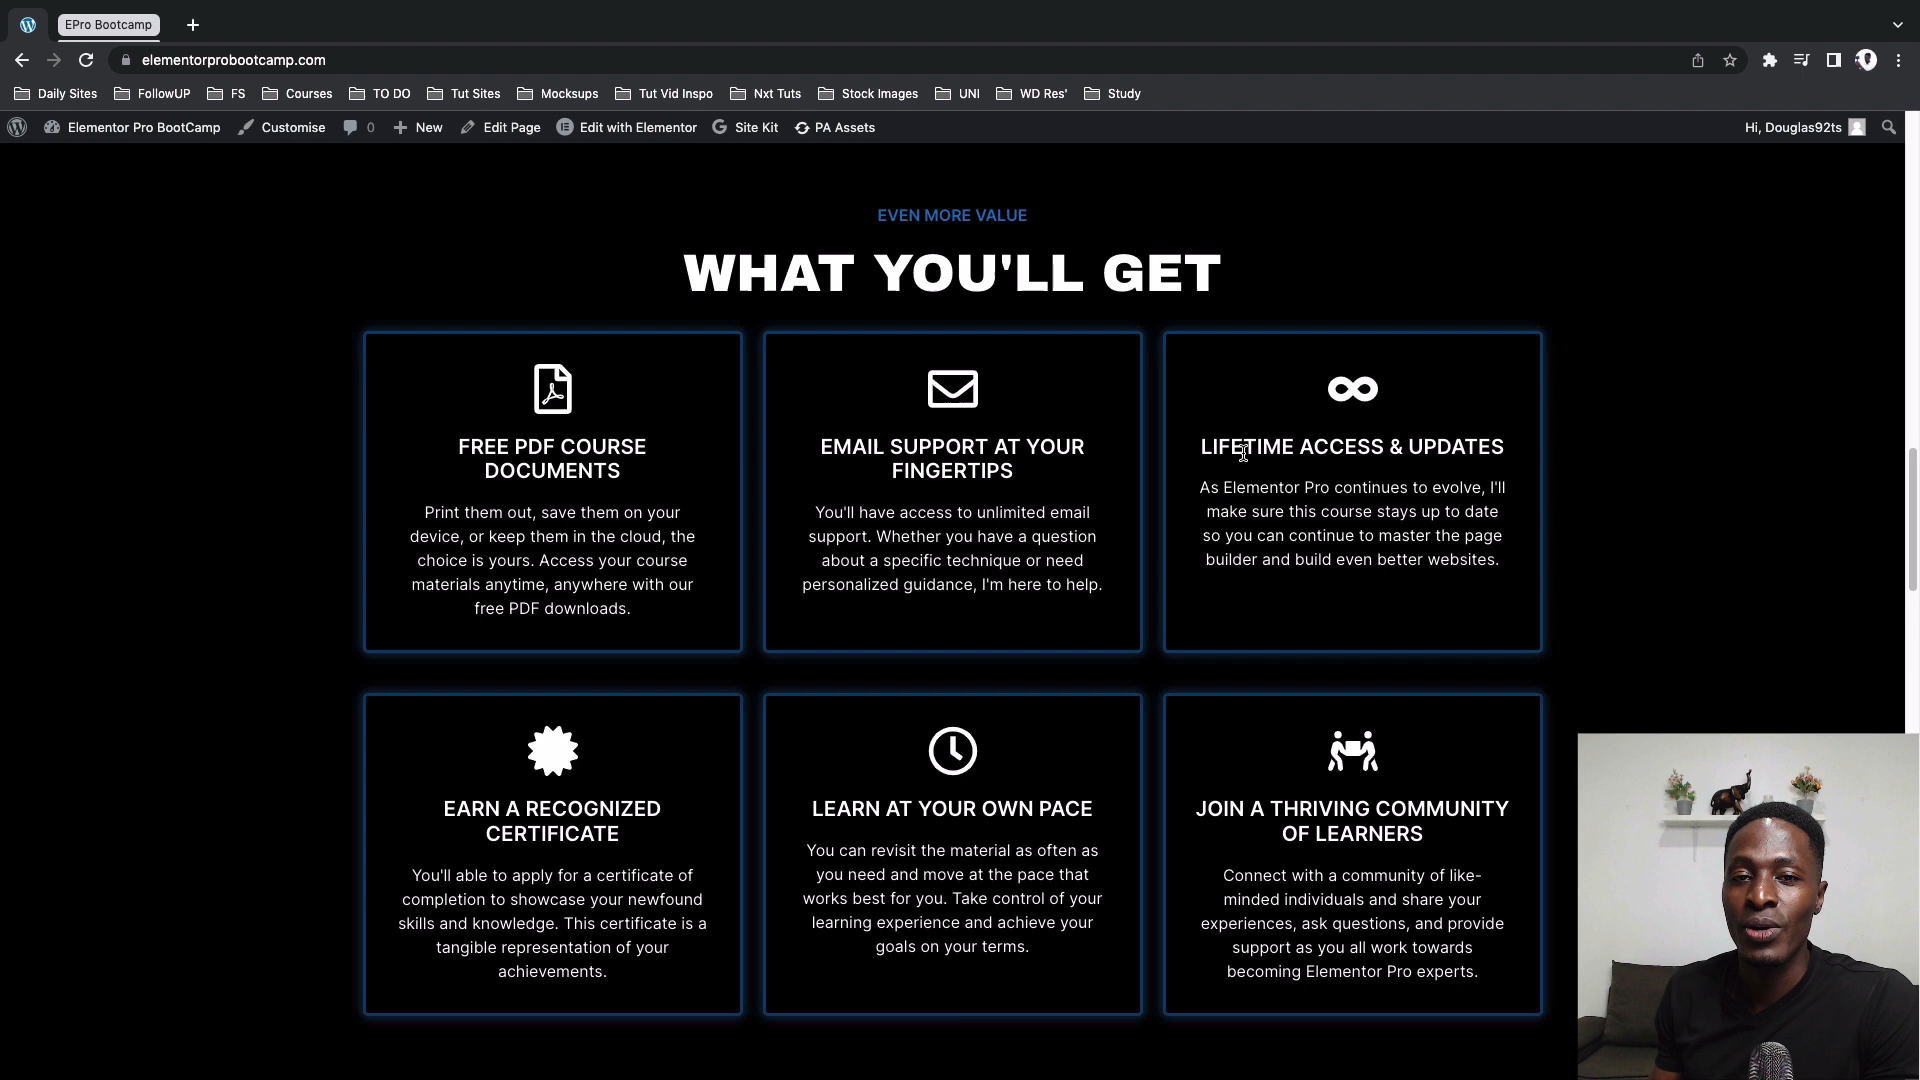 EPro Bootcamp
elementorprobootcamp.com
Daily Sites FollowUP FS Courses TO DO Tut Sites Mocksups Tut Vid Inspo Nxt Tuts Stock Images UNI WD Res' Study
Elementor Pro BootCamp Customise 0 New Edit Page Edit with Elementor Site Kit PA Assets Hi, Douglas92ts
EVEN MORE VALUE
WHAT YOU'LL GET
FREE PDF COURSE
DOCUMENTS
Print them out, save them on your
device, or keep them in the cloud, the
choice is yours. Access your course
materials anytime, anywhere with our
free PDF downloads.
EMAIL SUPPORT AT YOUR
FINGERTIPS
You'll have access to unlimited email
support. Whether you have a question
about a specific technique or need
personalized guidance, I'm here to help.
LIFETIME ACCESS & UPDATES
As Elementor Pro continues to evolve, I'll
make sure this course stays up to date
so you can continue to master the page
builder and build even better websites.
EARN A RECOGNIZED
CERTIFICATE
You'll able to apply for a certificate of
completion to showcase your newfound
skills and knowledge. This certificate is a
tangible representation of your
achievements.
LEARN AT YOUR OWN PACE
You can revisit the material as often as
you need and move at the pace that
works best for you. Take control of your
learning experience and achieve your
goals on your terms.
JOIN A THRIVING COMMUNITY
OF LEARNERS
Connect with a community of like-
minded individuals and share your
experiences, ask questions, and provide
support as you all work towards
becoming Elementor Pro experts.